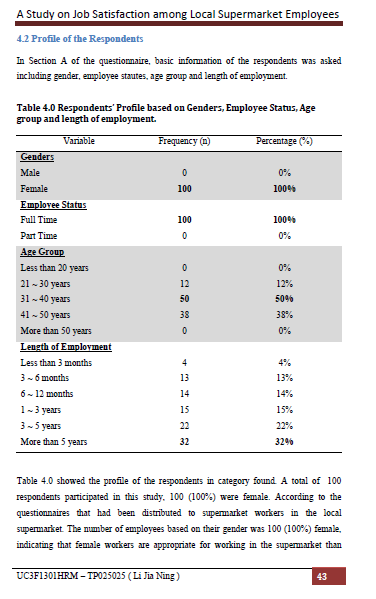 A Study on Job Satisfaction among Local Supermarket Employees
4.2 Profile of the Respondents
In Section A of the questionnaire, basic information of the respondents was asked
including gender, employee stautes, age group and length of employment.
Table 4.0 Respondents' Profile based on Genders, Employee Status, Age
group and length of employment.
Variable Frequency (n) Percentage (%)
Genders
Male 0 0%
Female 100 100%
Employee Status
Full Time 100 100%
Part Time 0 0%
Age Group
Less than 20 years 0 0%
21 ~ 30 years 12 12%
31 ~ 40 years 50 50%
41 ~ 50 years 38 38%
More than 50 years 0 0%
Length of Employment
Less than 3 months 4 4%
3 ~ 6 months 13 13%
6 ~ 12 months 14 14%
1 ~ 3 years 15 15%
3 ~ 5 years 22 22%
More than 5 years 32 32%
Table 4.0 showed the profile of the respondents in category found. A total of 100
respondents participated in this study, 100 (100%) were female. According to the
questionnaires that had been distributed to supermarket workers in the local
supermarket. The number of employees based on their gender was 100 (100%) female,
indicating that female workers are appropriate for working in the supermarket than
UC3F1301HRM – TP025025 ( Li Jia Ning ) 43